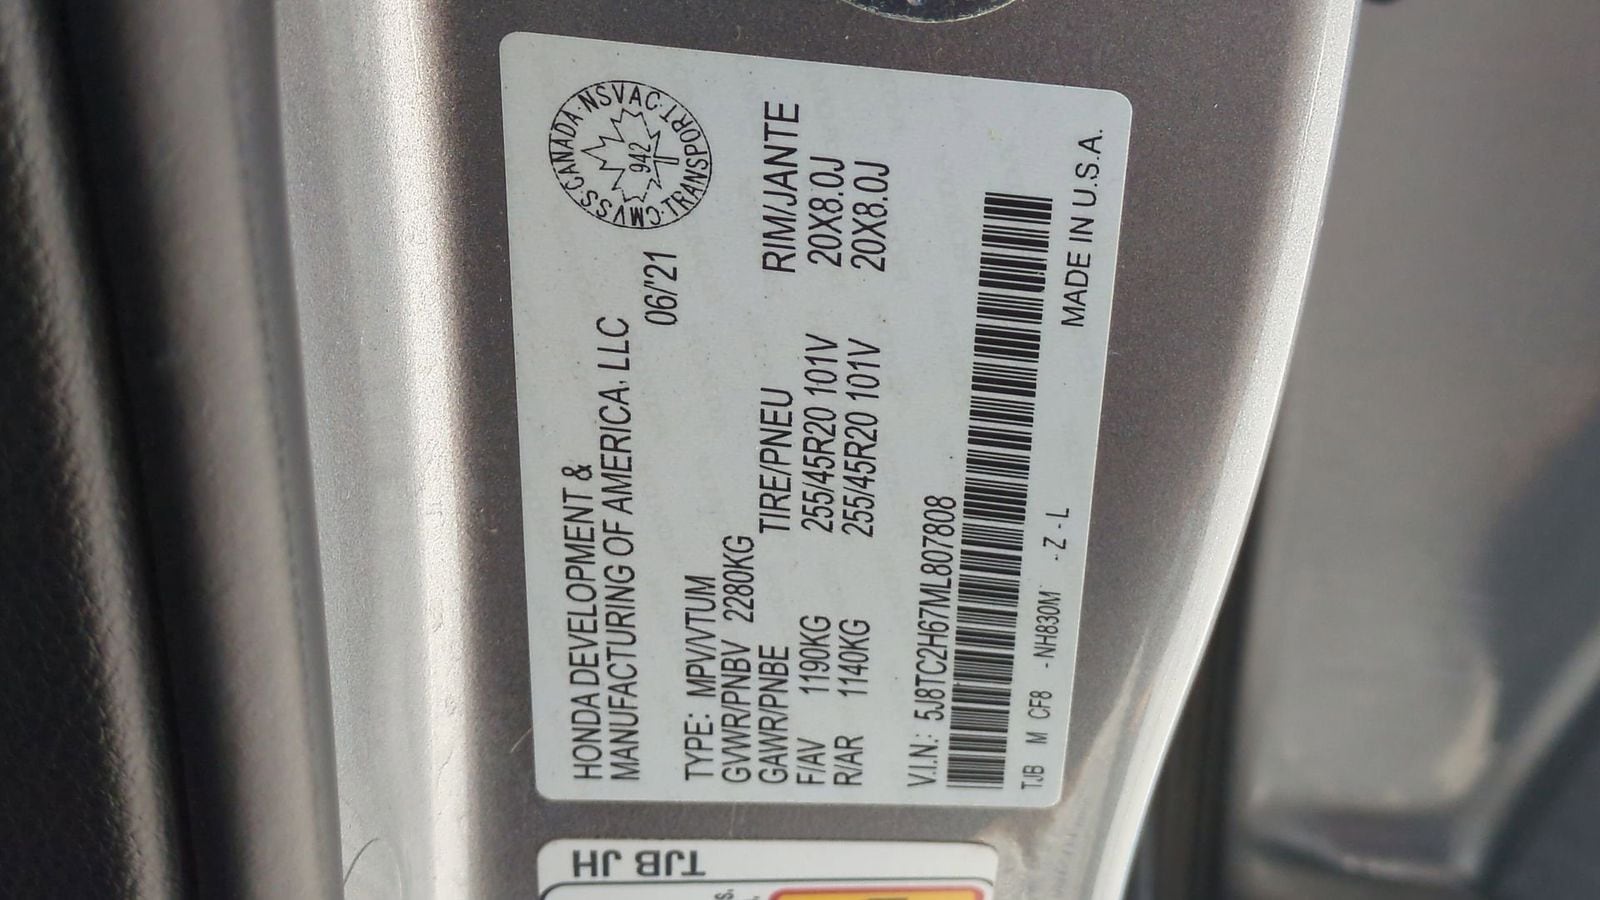 HONDA DEVELOPMENT &
MANUFACTURING OF AMERICA, LLC
06/'21
CMVSS·CANADA·NSVAC·TRANSPORT·
942
TYPE: MPV/VTUM
GVWR/PNBV 2280KG
GAWR/PNBE TIRE/PNEU RIM/JANTE
F/AV 1190KG 255/45R20 101V 20X8.0J
R/AR 1140KG 255/45R20 101V 20X8.0J
V.I.N.: 5J8TC2H67ML807808
TJB M CF8 -NH830M -Z-L
MADE IN U.S.A.
TJB JH